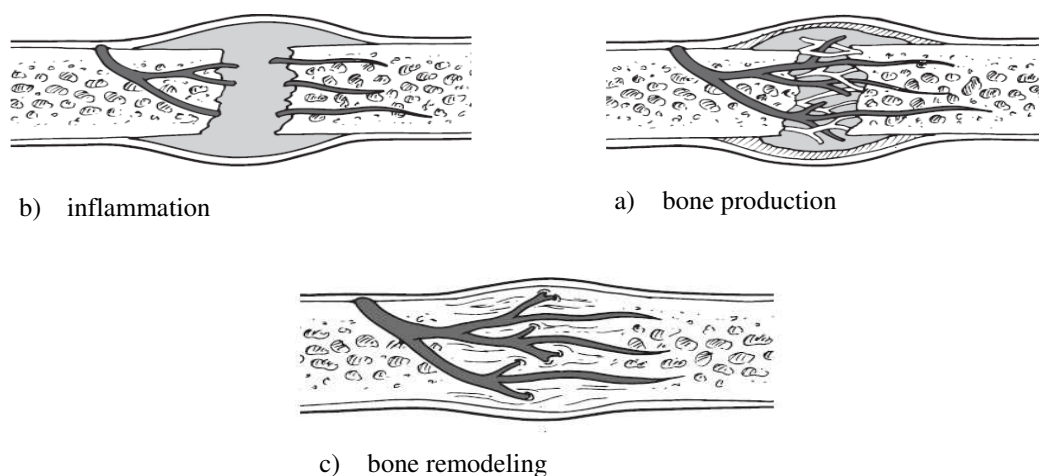 b) inflammation
a) bone production
c) bone remodeling